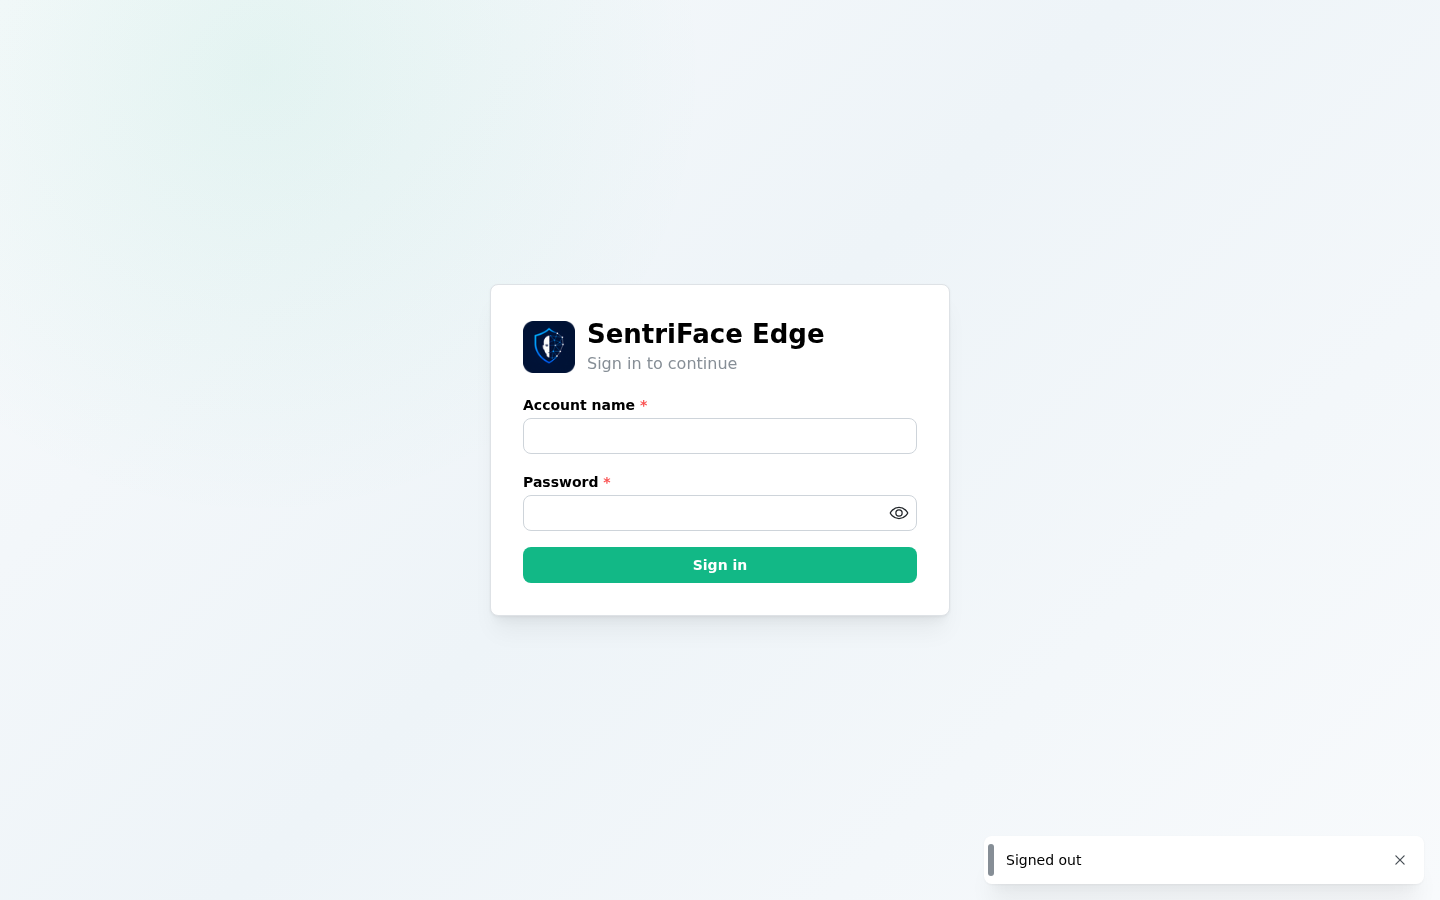 SentriFace Edge
Sign in to continue
Account name *
Password *
Sign in
Signed out